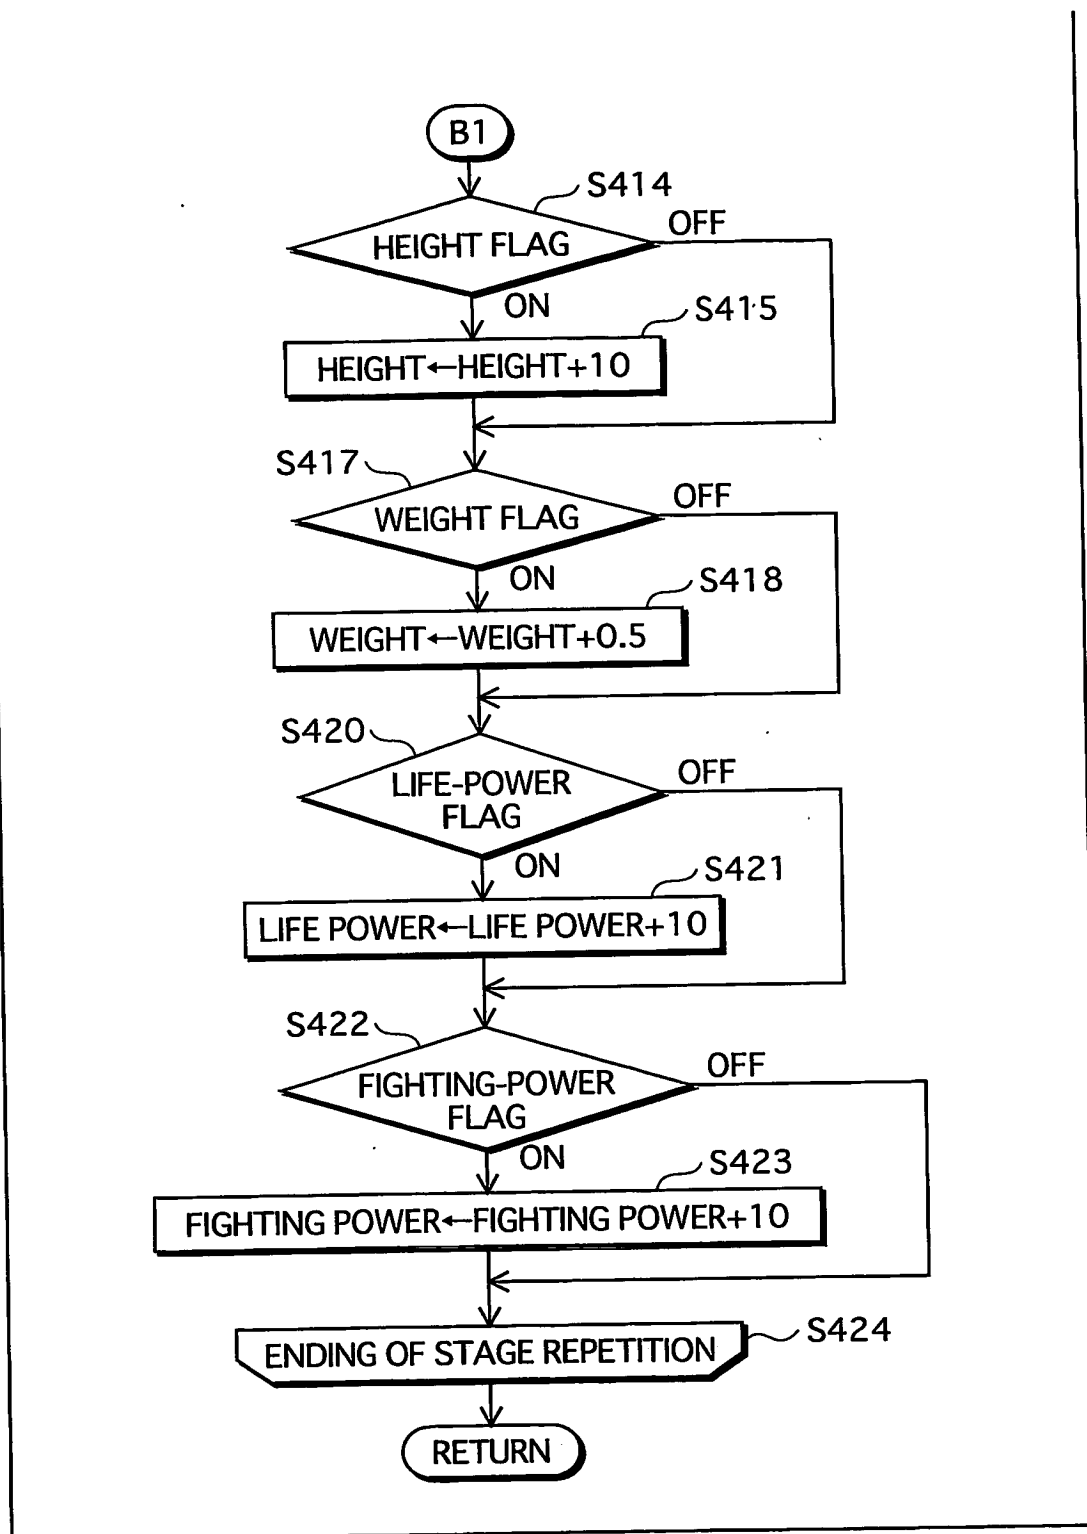 B1
S414
HEIGHT FLAG
OFF
ON
S415
HEIGHT←HEIGHT+10
S417
WEIGHT FLAG
OFF
ON
S418
WEIGHT←WEIGHT+0.5
S420
LIFE-POWER
FLAG
OFF
ON
S421
LIFE POWER←LIFE POWER+10
S422
FIGHTING-POWER
FLAG
OFF
ON
S423
FIGHTING POWER←FIGHTING POWER+10
ENDING OF STAGE REPETITION
S424
RETURN